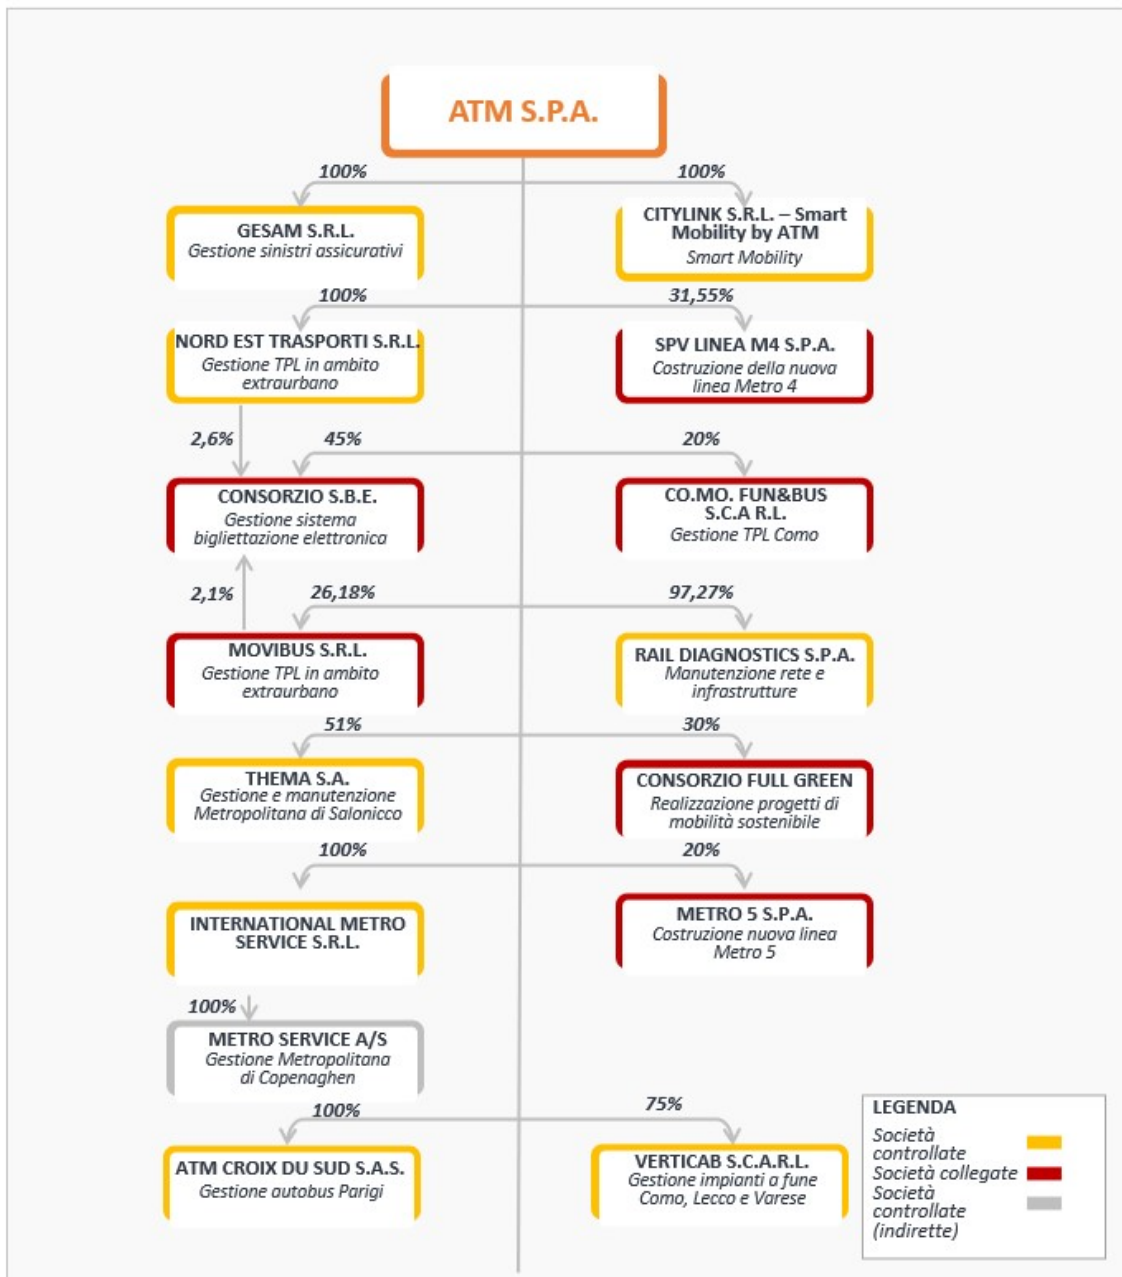 ATM S.P.A.
100%
100%
GESAM S.R.L.
Gestione sinistri assicurativi
CITYLINK S.R.L. – Smart
Mobility by ATM
Smart Mobility
100%
31,55%
NORD EST TRASPORTI S.R.L.
Gestione TPL in ambito
extraurbano
SPV LINEA M4 S.P.A.
Costruzione della nuova
linea Metro 4
2,6%
45%
20%
CONSORZIO S.B.E.
Gestione sistema
bigliettazione elettronica
CO.MO. FUN&BUS
S.C.A R.L.
Gestione TPL Como
2,1%
26,18%
97,27%
MOVIBUS S.R.L.
Gestione TPL in ambito
extraurbano
RAIL DIAGNOSTICS S.P.A.
Manutenzione rete e
infrastrutture
51%
30%
THEMA S.A.
Gestione e manutenzione
Metropolitana di Salonicco
CONSORZIO FULL GREEN
Realizzazione progetti di
mobilità sostenibile
100%
20%
INTERNATIONAL METRO
SERVICE S.R.L.
METRO 5 S.P.A.
Costruzione nuova linea
Metro 5
100%
METRO SERVICE A/S
Gestione Metropolitana
di Copenaghen
100%
75%
ATM CROIX DU SUD S.A.S.
Gestione autobus Parigi
VERTICAB S.C.A.R.L.
Gestione impianti a fune
Como, Lecco e Varese
LEGENDA
Società
controllate
Società collegate
Società
controllate
(indirette)